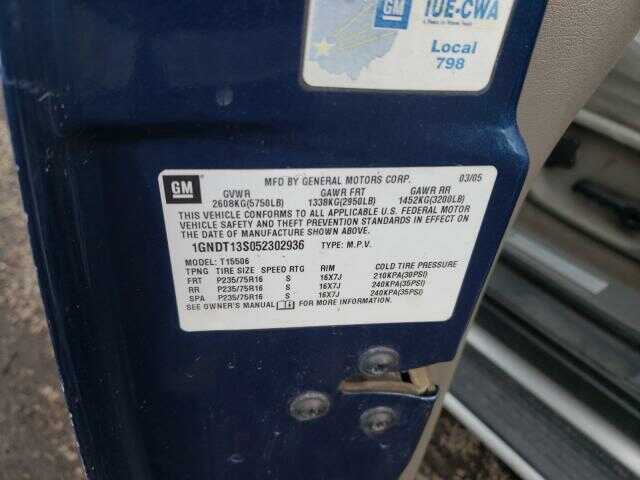 GM
IUE-CWA
Local
798
GM
MFD BY GENERAL MOTORS CORP. 03/05
GVWR GAWR FRT GAWR RR
2608KG(5750LB) 1338KG(2950LB) 1452KG(3200LB)
THIS VEHICLE CONFORMS TO ALL APPLICABLE U.S. FEDERAL MOTOR
VEHICLE SAFETY AND THEFT PREVENTION STANDARDS IN EFFECT ON
THE DATE OF MANUFACTURE SHOWN ABOVE.
1GNDT13S052302936 TYPE: M.P.V.
MODEL: T15506
TPNG TIRE SIZE SPEED RTG RIM COLD TIRE PRESSURE
FRT P235/75R16 S 16X7J 210KPA(30PSI)
RR P235/75R16 S 16X7J 240KPA(35PSI)
SPA P235/75R16 S 16X7J 240KPA(35PSI)
SEE OWNER'S MANUAL FOR MORE INFORMATION.